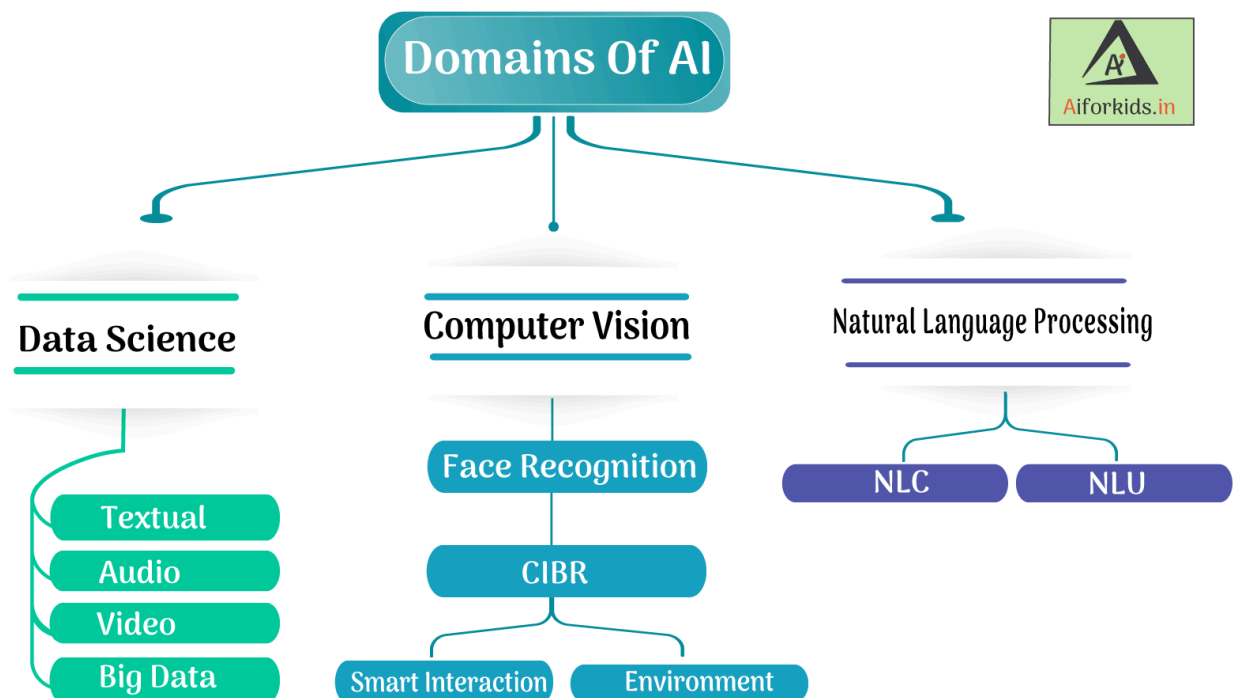 Domains Of AI
Ai
Aiforkids.in
Data Science
Computer Vision
Natural Language Processing
Textual
Audio
Video
Big Data
Face Recognition
CIBR
Smart Interaction
Environment
NLC
NLU